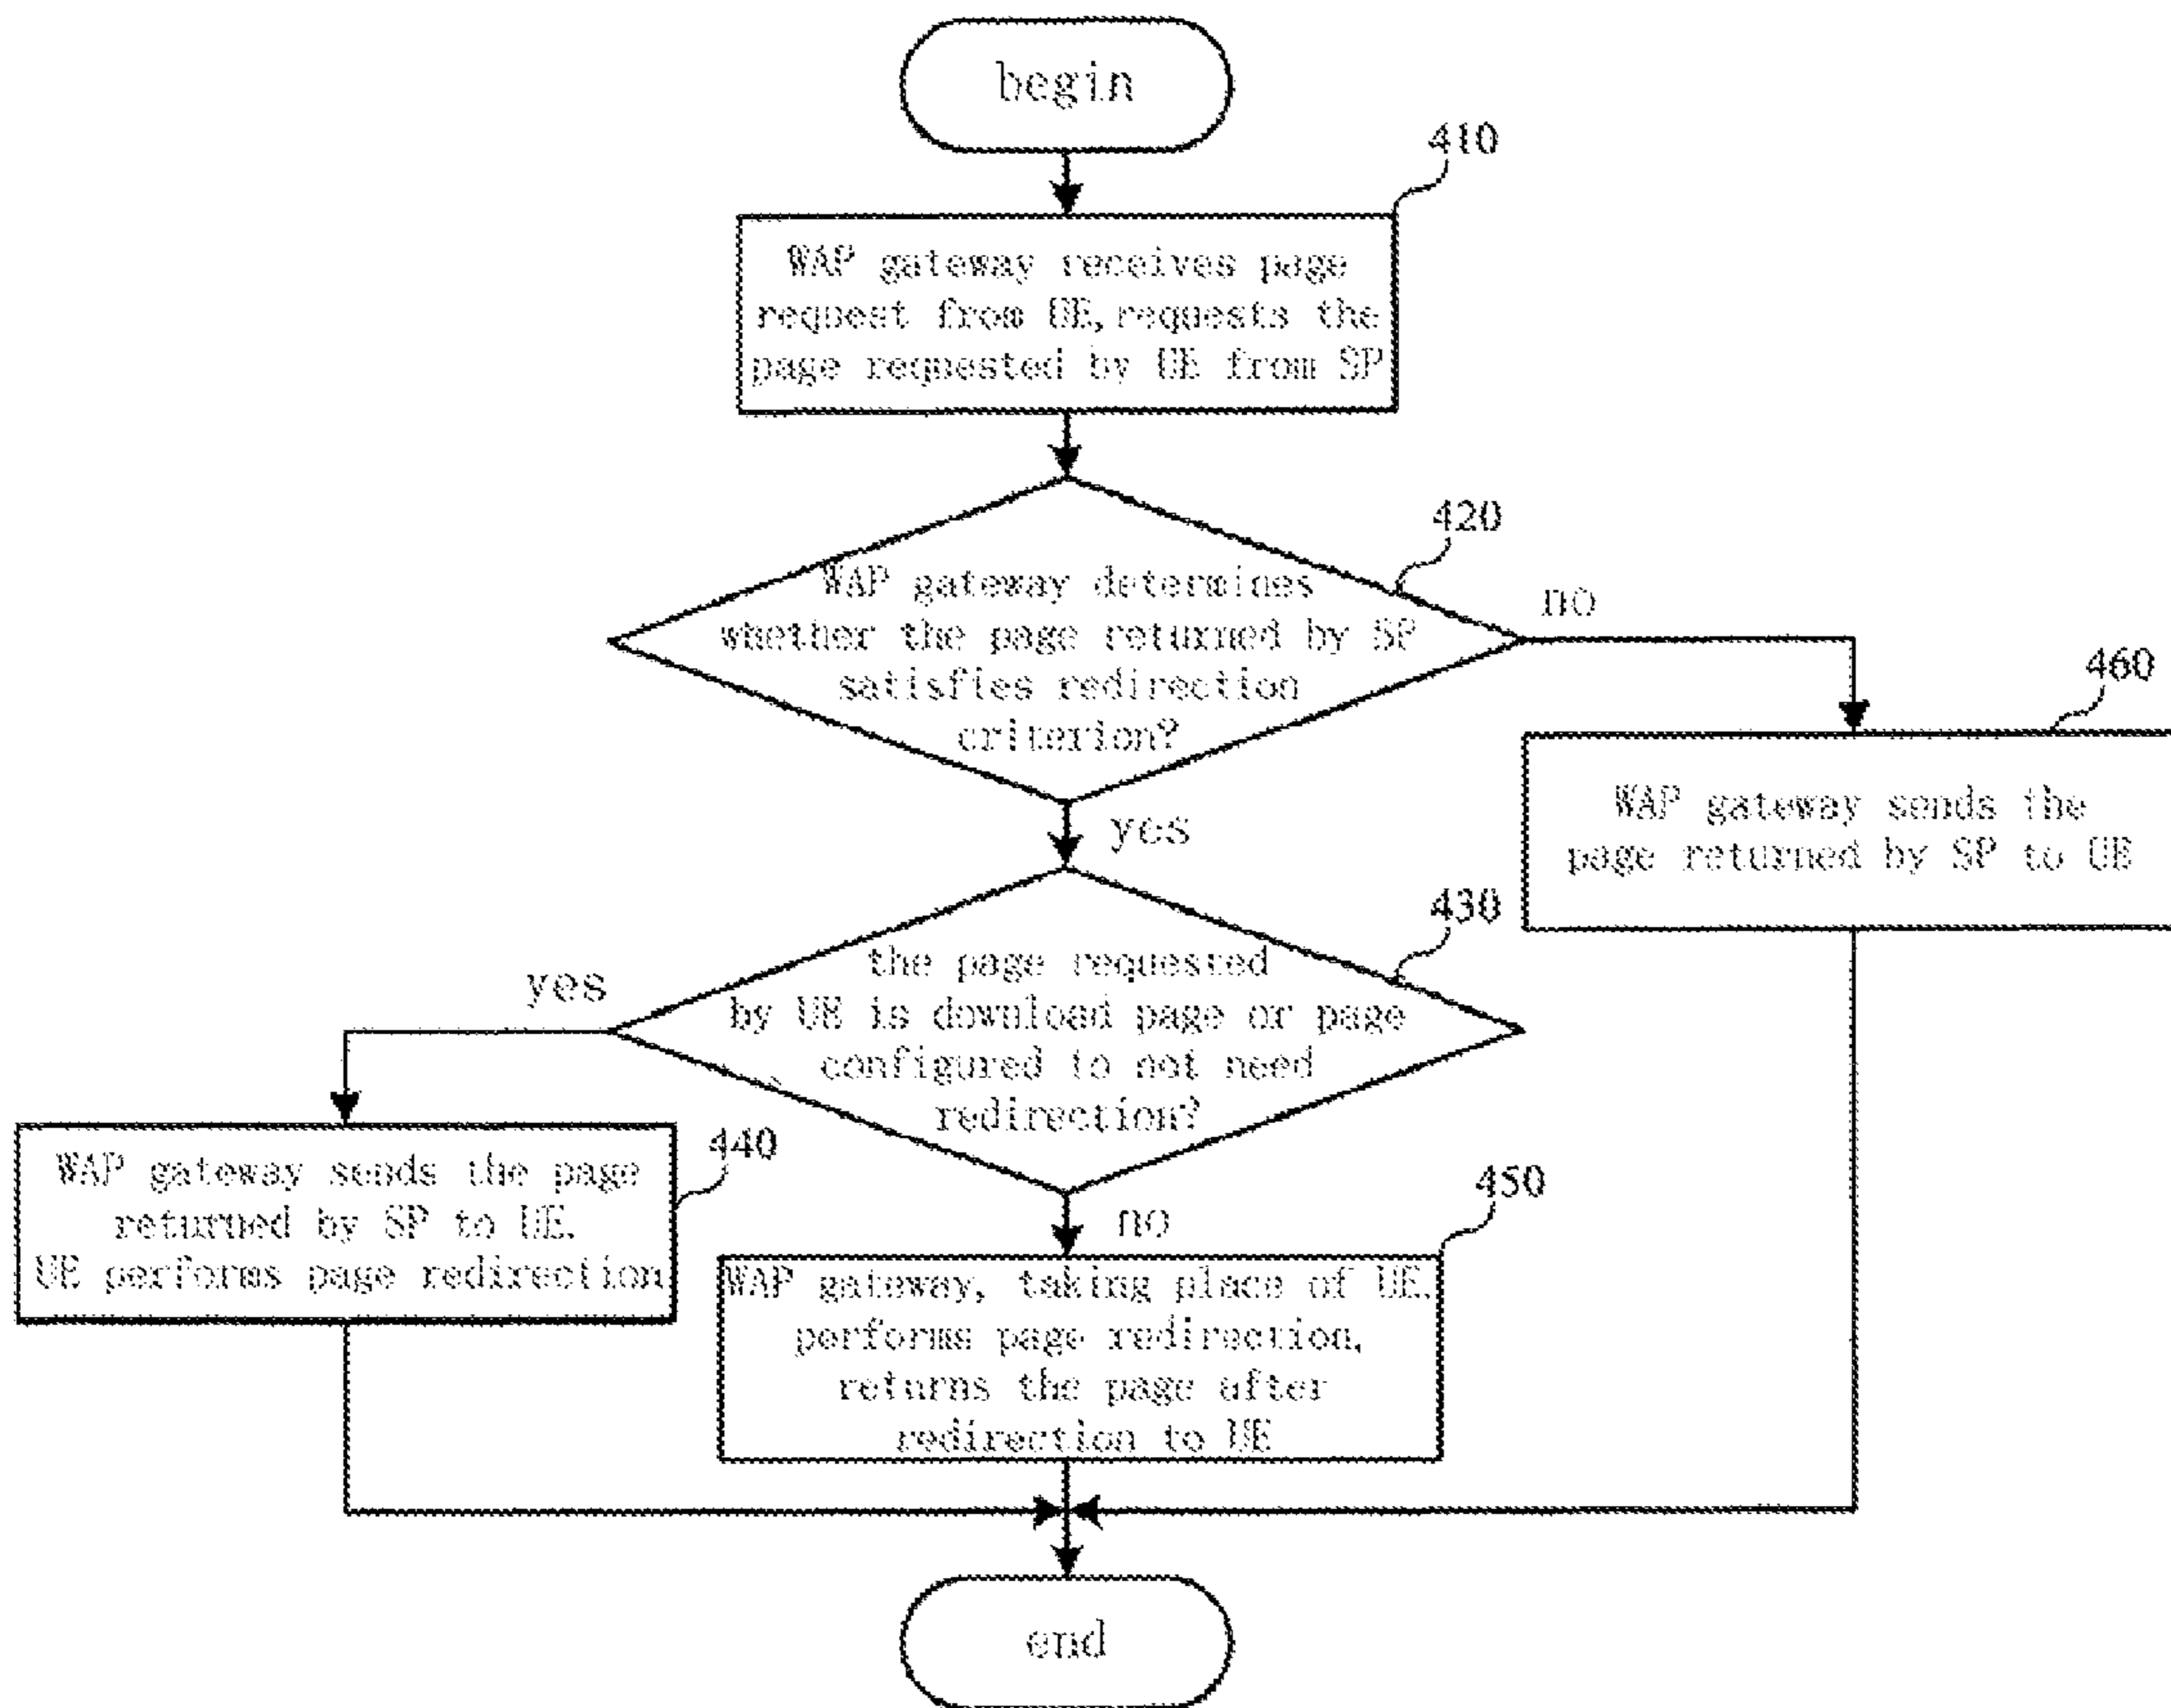 begin
410
WAP gateway receives page
request from UE, requests the
page requested by UE from SP
420
WAP gateway determines
whether the page returned by SP
satisfies redirection
criterion?
no
460
WAP gateway sends the
page returned by SP to UE
yes
430
the page requested
by UE is download page or page
configured to not need
redirection?
yes
440
WAP gateway sends the page
returned by SP to UE.
UE performs page redirection
no
450
WAP gateway, taking place of UE,
performs page redirection,
returns the page after
redirection to UE
end